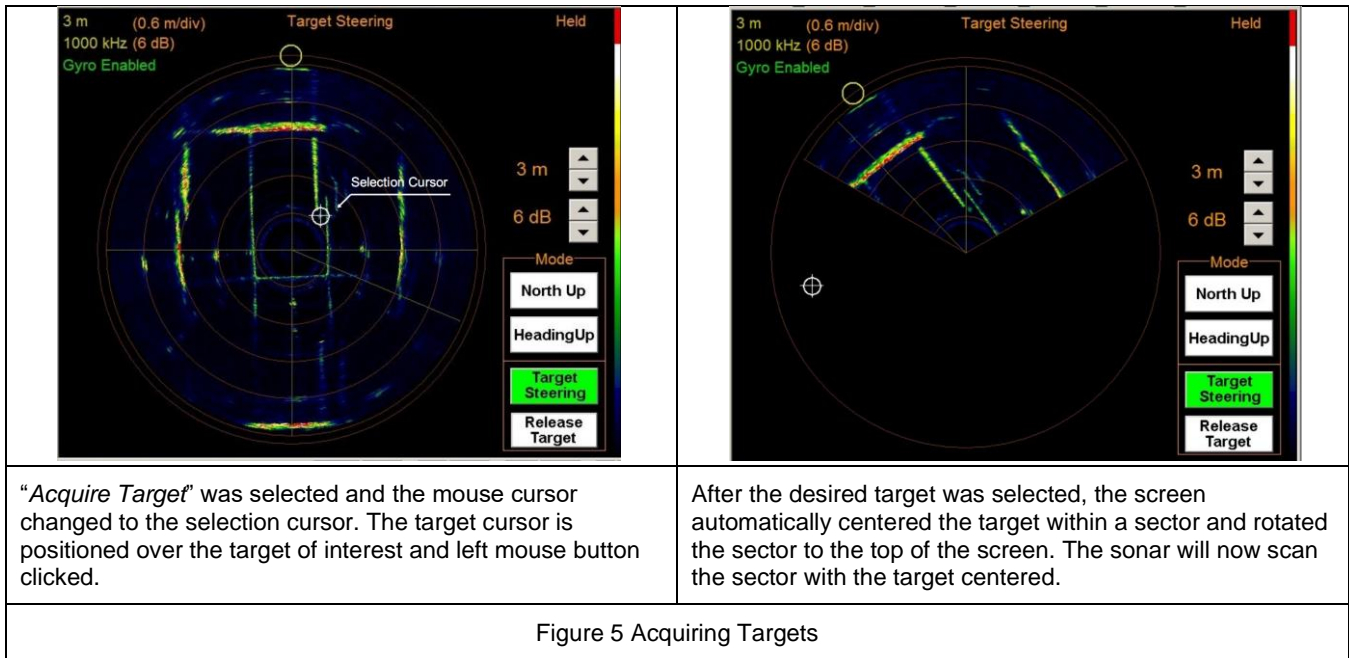 3 m (0.6 m/div) Target Steering Held
1000 kHz (6 dB)
Gyro Enabled
Selection Cursor
3 m
6 dB
Mode
North Up
HeadingUp
Target
Steering
Release
Target
3 m (0.6 m/div) Target Steering Held
1000 kHz (6 dB)
Gyro Enabled
3 m
6 dB
Mode
North Up
HeadingUp
Target
Steering
Release
Target
“Acquire Target” was selected and the mouse cursor
changed to the selection cursor. The target cursor is
positioned over the target of interest and left mouse button
clicked.
After the desired target was selected, the screen
automatically centered the target within a sector and rotated
the sector to the top of the screen. The sonar will now scan
the sector with the target centered.
Figure 5 Acquiring Targets